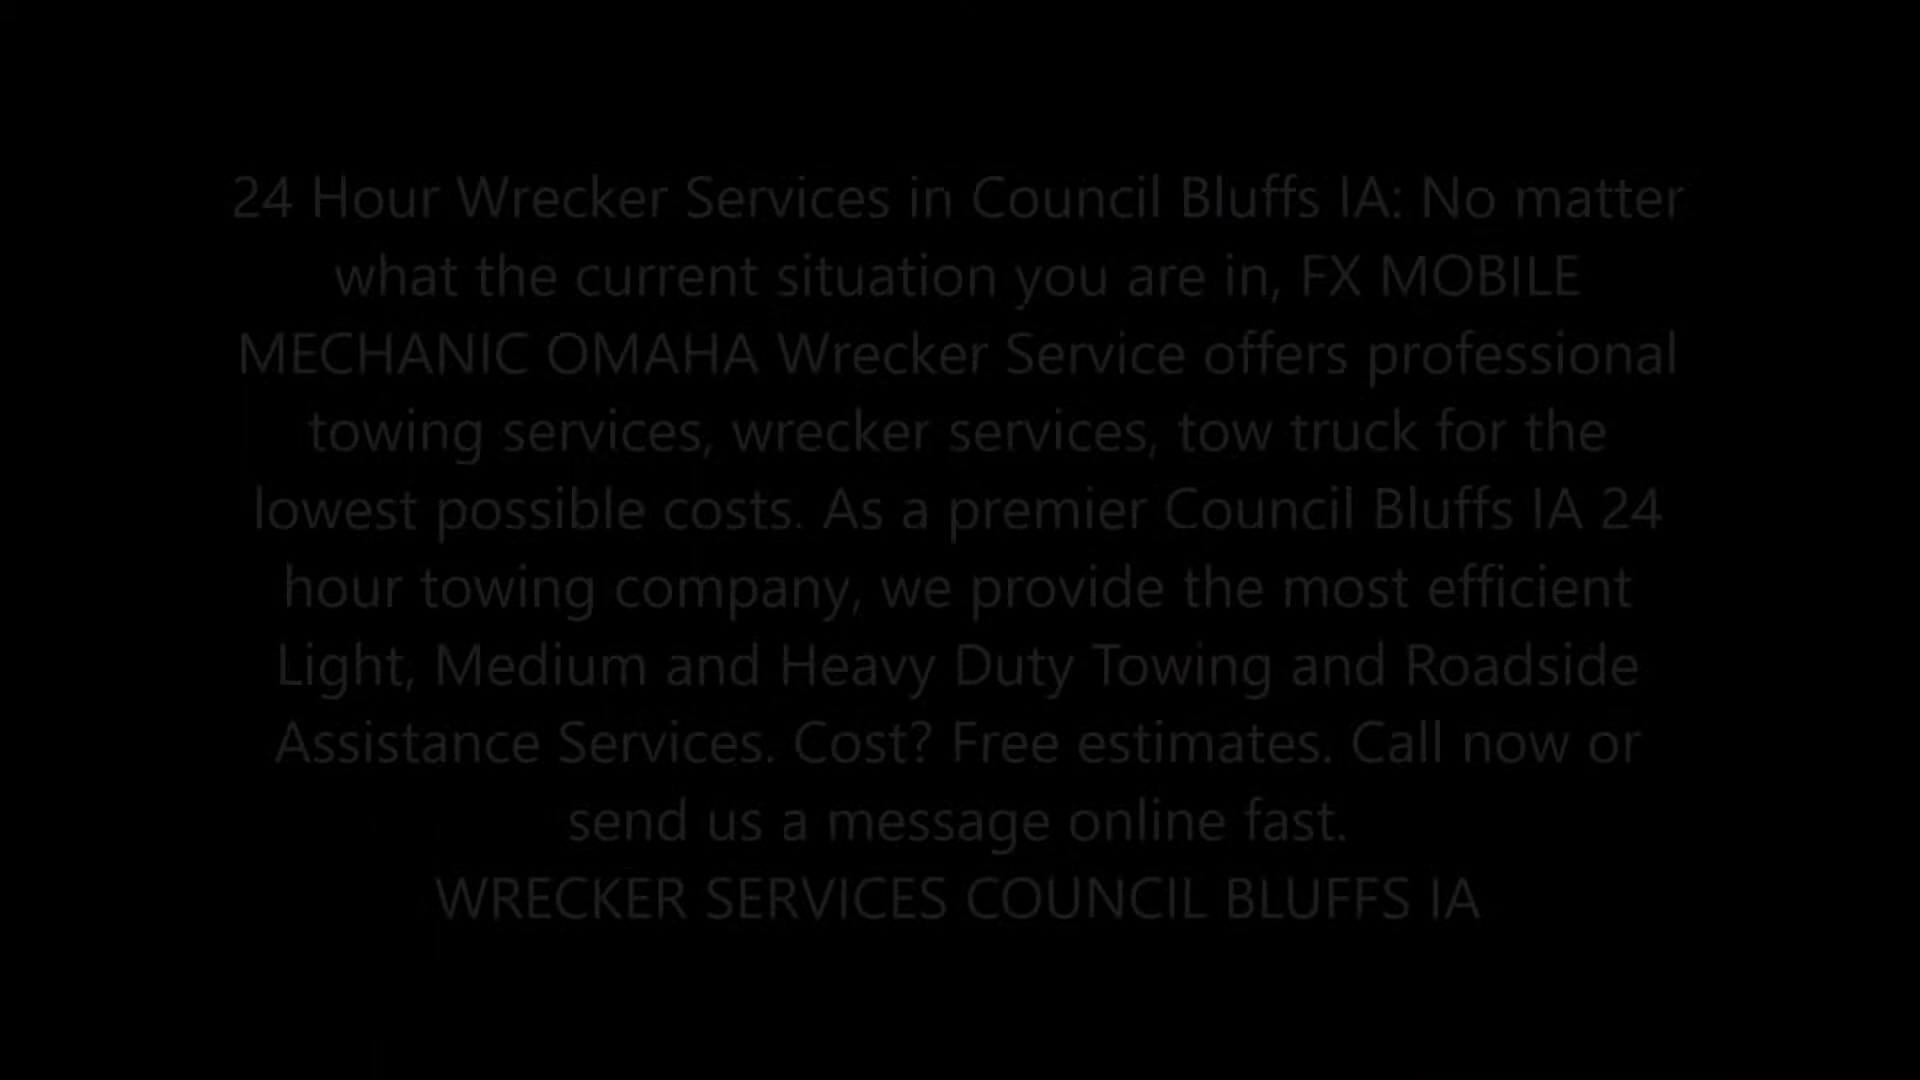 24 Hour Wrecker Services in Council Bluffs IA: No matter
what the current situation you are in, FX MOBILE
MECHANIC OMAHA Wrecker Service offers professional
towing services, wrecker services, tow truck for the
lowest possible costs. As a premier Council Bluffs IA 24
hour towing company, we provide the most efficient
Light, Medium and Heavy Duty Towing and Roadside
Assistance Services. Cost? Free estimates. Call now or
send us a message online fast.
WRECKER SERVICES COUNCIL BLUFFS IA